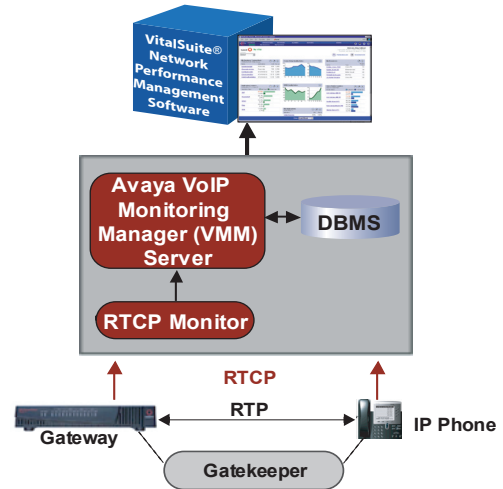 VitalSuite®
Network
Performance
Management
Software
Avaya VoIP
Monitoring
Manager (VMM)
Server
DBMS
RTCP Monitor
RTCP
RTP
Gateway
IP Phone
Gatekeeper